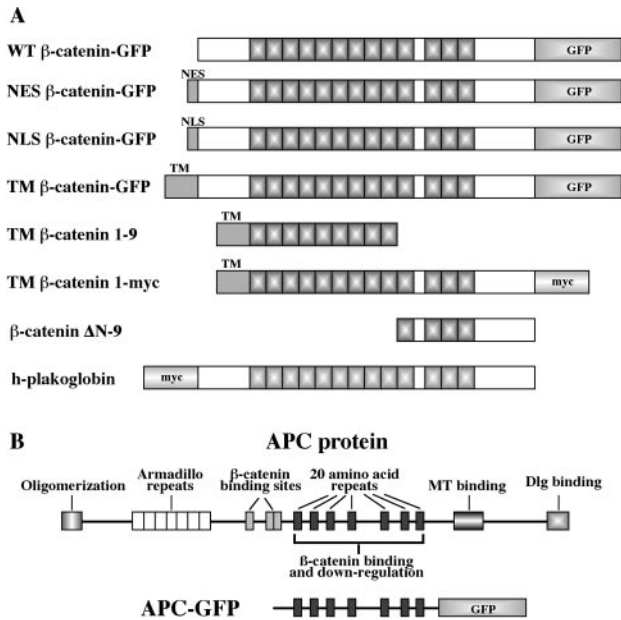 A
WT β-catenin-GFP
GFP
NES
NES β-catenin-GFP
GFP
NLS
NLS β-catenin-GFP
GFP
TM
TM β-catenin-GFP
GFP
TM
TM β-catenin 1-9
TM
TM β-catenin 1-myc
myc
β-catenin ΔN-9
h-plakoglobin
myc
B
APC protein
Oligomerization
Armadillo
repeats
β-catenin
binding sites
20 amino acid
repeats
MT binding
Dlg binding
ß-catenin binding
and down-regulation
APC-GFP
GFP